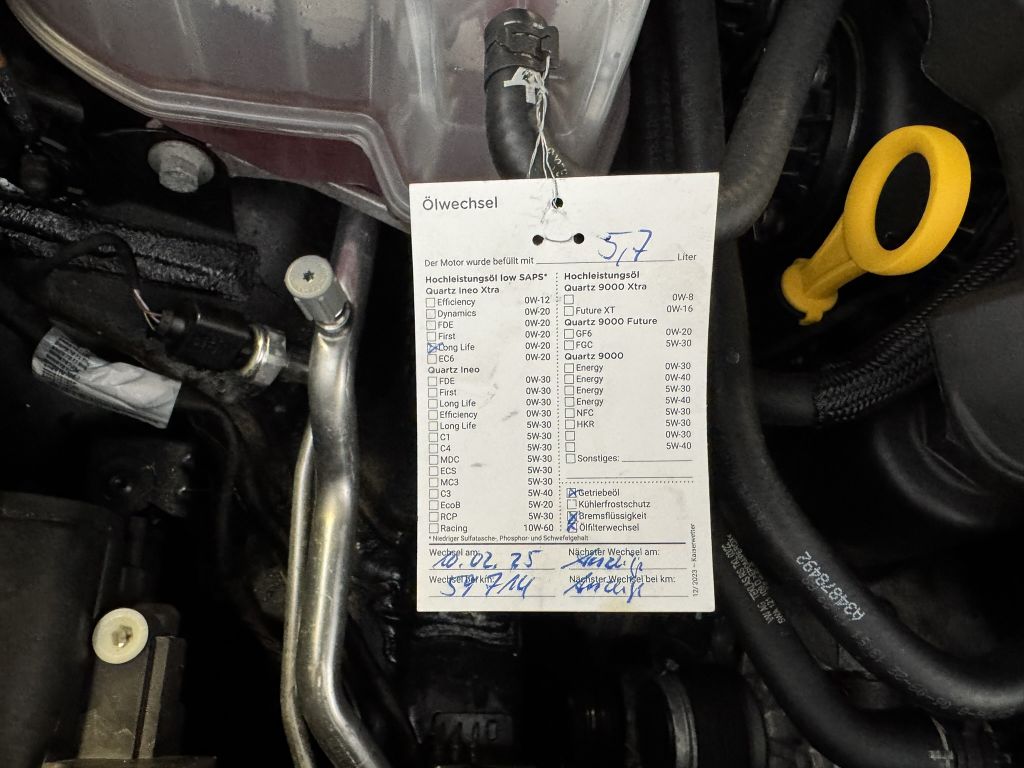 Ölwechsel
Der Motor wurde befüllt mit 5,7 Liter
Hochleistungsöl low SAPS*
Quartz Ineo Xtra
Efficiency 0W-12
Dynamics 0W-20
FDE 0W-20
First 0W-20
Long Life 0W-20
EC6 0W-20
Quartz Ineo
FDE 0W-30
First 0W-30
Long Life 0W-30
Efficiency 0W-30
Long Life 5W-30
C1 5W-30
C4 5W-30
MDC 5W-30
ECS 5W-30
MC3 5W-30
C3 5W-40
EcoB 5W-20
RCP 5W-30
Racing 10W-60
* Niedriger Sulfatasche-, Phosphor- und Schwefelgehalt
Hochleistungsöl
Quartz 9000 Xtra
0W-8
Future XT 0W-16
Quartz 9000 Future
GF6 0W-20
FGC 5W-30
Quartz 9000
Energy 0W-30
Energy 0W-40
Energy 5W-30
Energy 5W-40
NFC 5W-30
HKR 5W-30
0W-30
5W-40
Sonstiges:
Getriebeöl
Kühlerfrostschutz
Bremsflüssigkeit
Ölfilterwechsel
Wechsel am: 10.02.25
Nächster Wechsel am: Anzeige
Wechsel bei km: 59714
Nächster Wechsel bei km: Anzeige
12/2023 – Kaiserwetter
A34878492